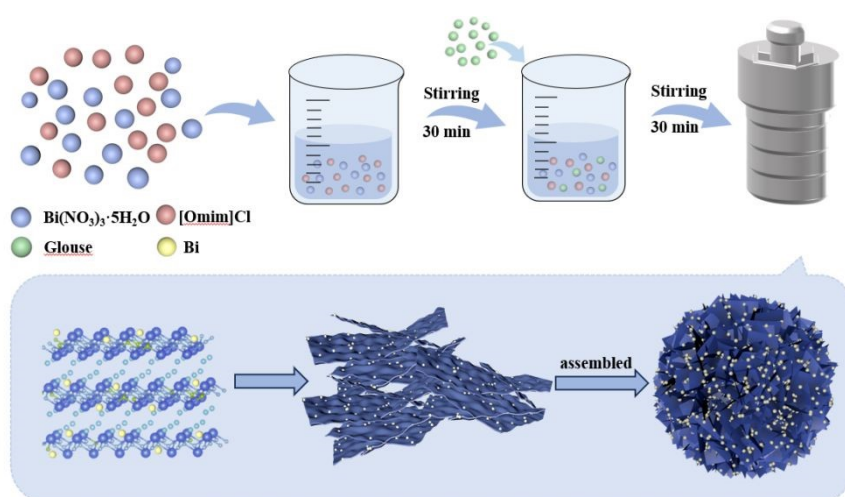 Stirring
30 min
Stirring
30 min
Bi(NO₃)₃·5H₂O
[Omim]Cl
Glouse
Bi
assembled